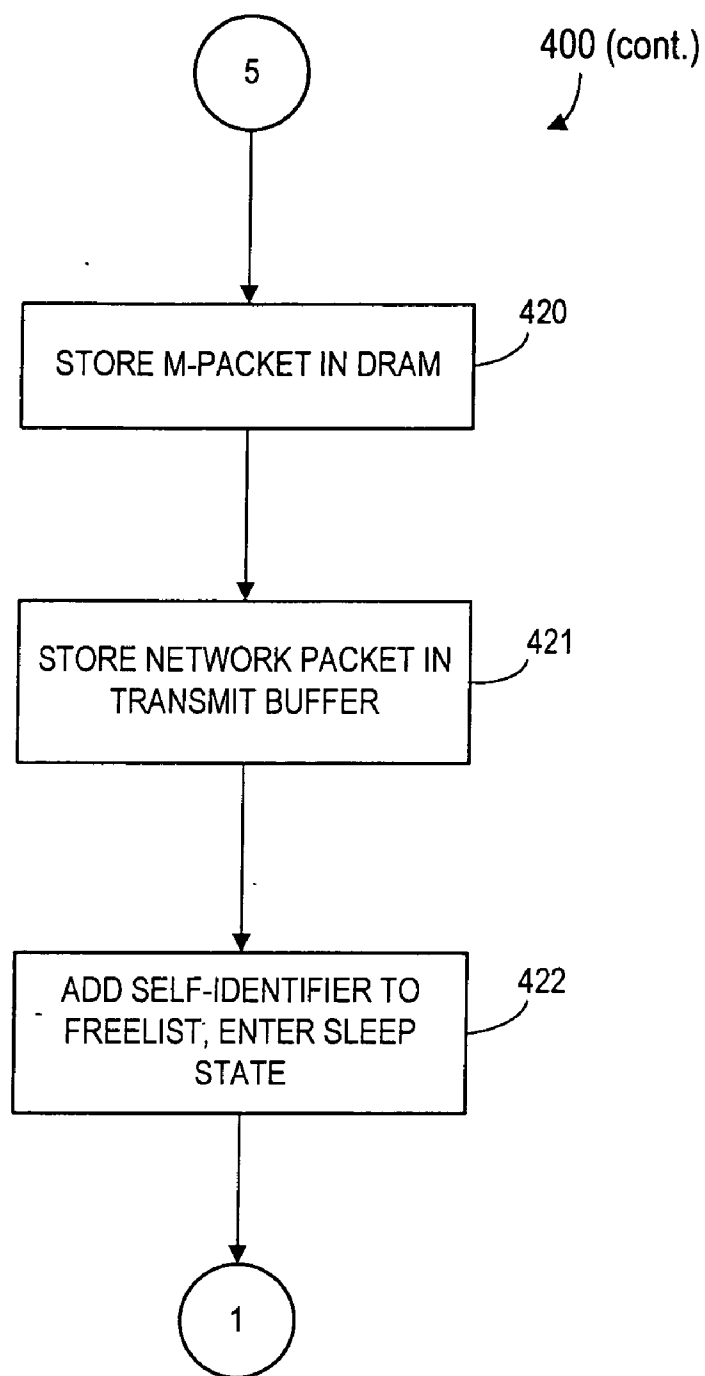 5
400 (cont.)
STORE M-PACKET IN DRAM
420
STORE NETWORK PACKET IN
TRANSMIT BUFFER
421
ADD SELF-IDENTIFIER TO
FREELIST; ENTER SLEEP
STATE
422
1